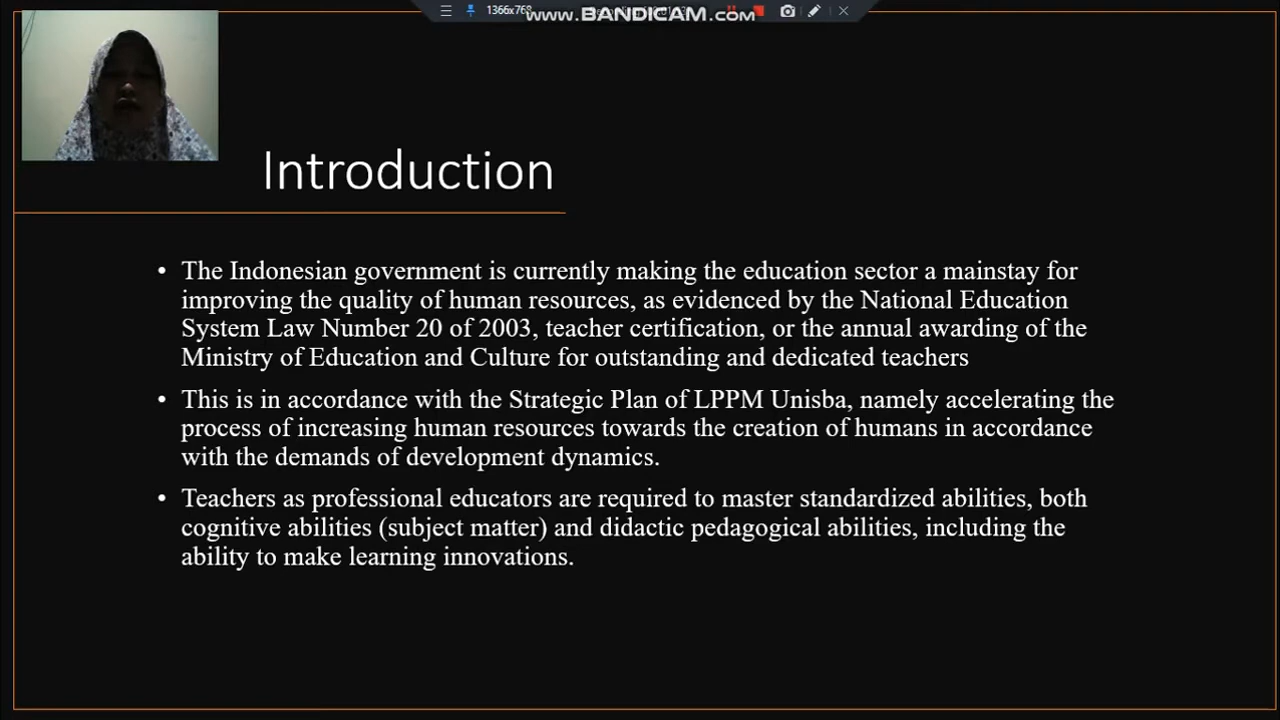 1366x768
www.BANDICAM.com
Introduction
• The Indonesian government is currently making the education sector a mainstay for
improving the quality of human resources, as evidenced by the National Education
System Law Number 20 of 2003, teacher certification, or the annual awarding of the
Ministry of Education and Culture for outstanding and dedicated teachers
• This is in accordance with the Strategic Plan of LPPM Unisba, namely accelerating the
process of increasing human resources towards the creation of humans in accordance
with the demands of development dynamics.
• Teachers as professional educators are required to master standardized abilities, both
cognitive abilities (subject matter) and didactic pedagogical abilities, including the
ability to make learning innovations.